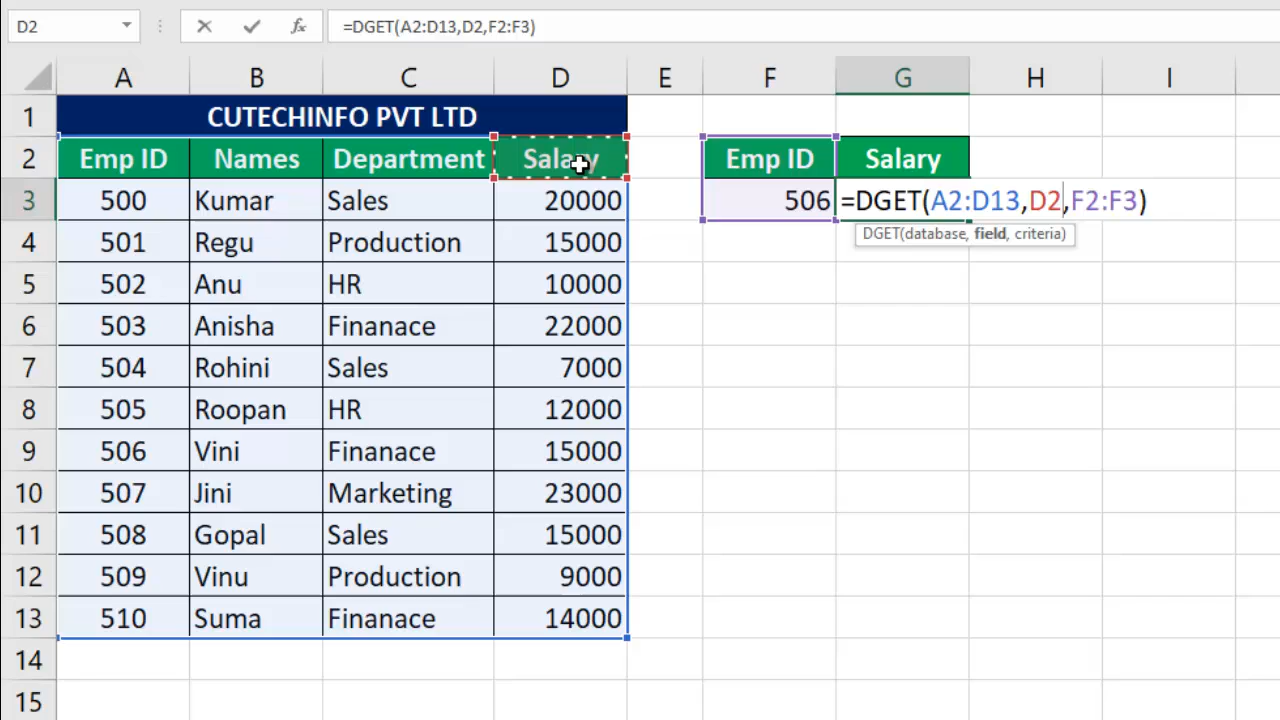 D2 fx =DGET(A2:D13,D2,F2:F3)
A B C D E F G H I
1 CUTECHINFO PVT LTD
2 Emp ID Names Department Salary Emp ID Salary
3 500 Kumar Sales 20000 506 =DGET(A2:D13,D2,F2:F3)
DGET(database, field, criteria)
4 501 Regu Production 15000
5 502 Anu HR 10000
6 503 Anisha Finanace 22000
7 504 Rohini Sales 7000
8 505 Roopan HR 12000
9 506 Vini Finanace 15000
10 507 Jini Marketing 23000
11 508 Gopal Sales 15000
12 509 Vinu Production 9000
13 510 Suma Finanace 14000
14
15